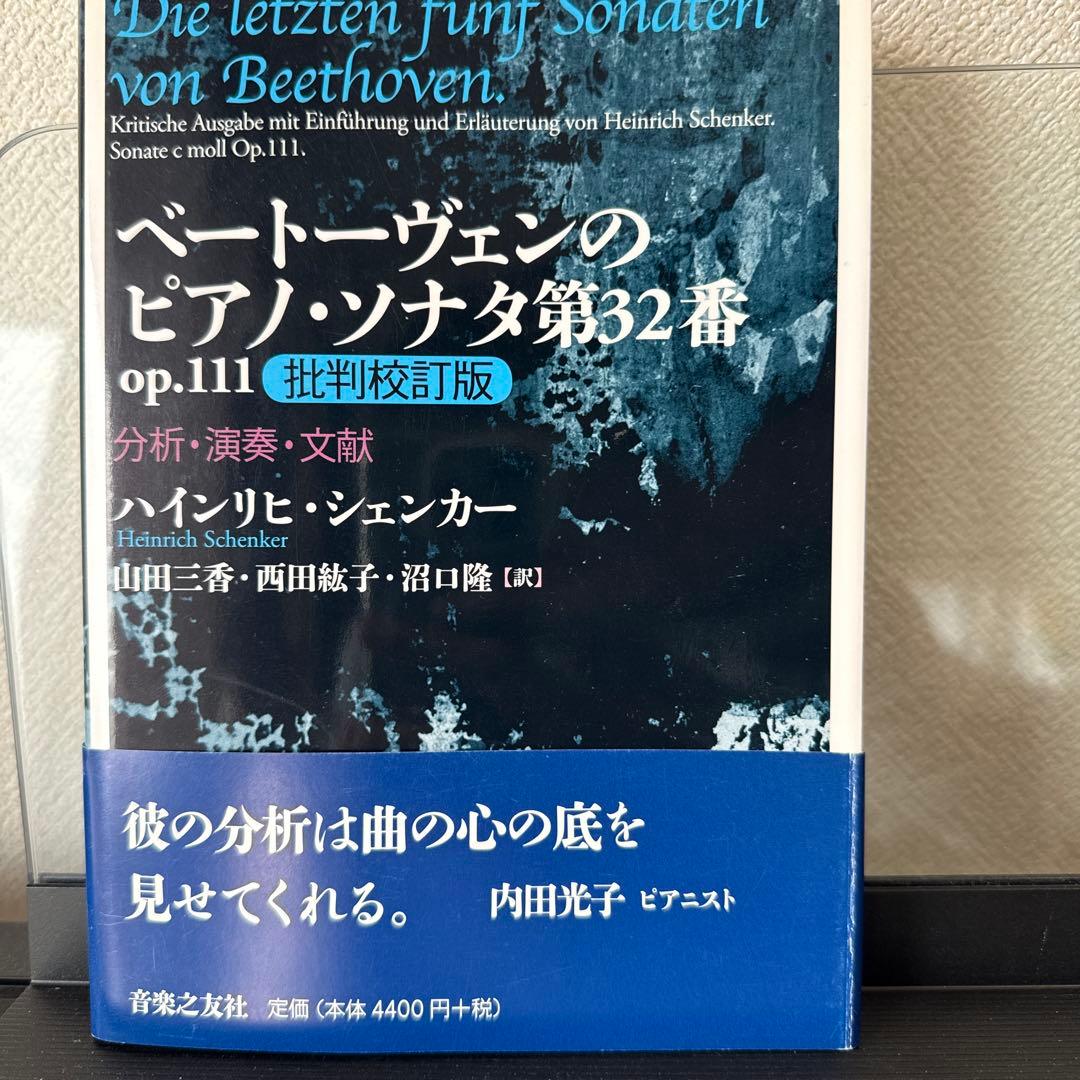 Die letzten fünf Sonaten
von Beethoven.
Kritische Ausgabe mit Einführung und Erläuterung von Heinrich Schenker.
Sonate c moll Op.111.
ベートーヴェンの
ピアノ・ソナタ第32番
op.111 批判校訂版
分析・演奏・文献
ハインリヒ・シェンカー
Heinrich Schenker
山田三香・西田紘子・沼口隆【訳】
彼の分析は曲の心の底を
見せてくれる。 内田光子 ピアニスト
音楽之友社 定価（本体 4400 円＋税）